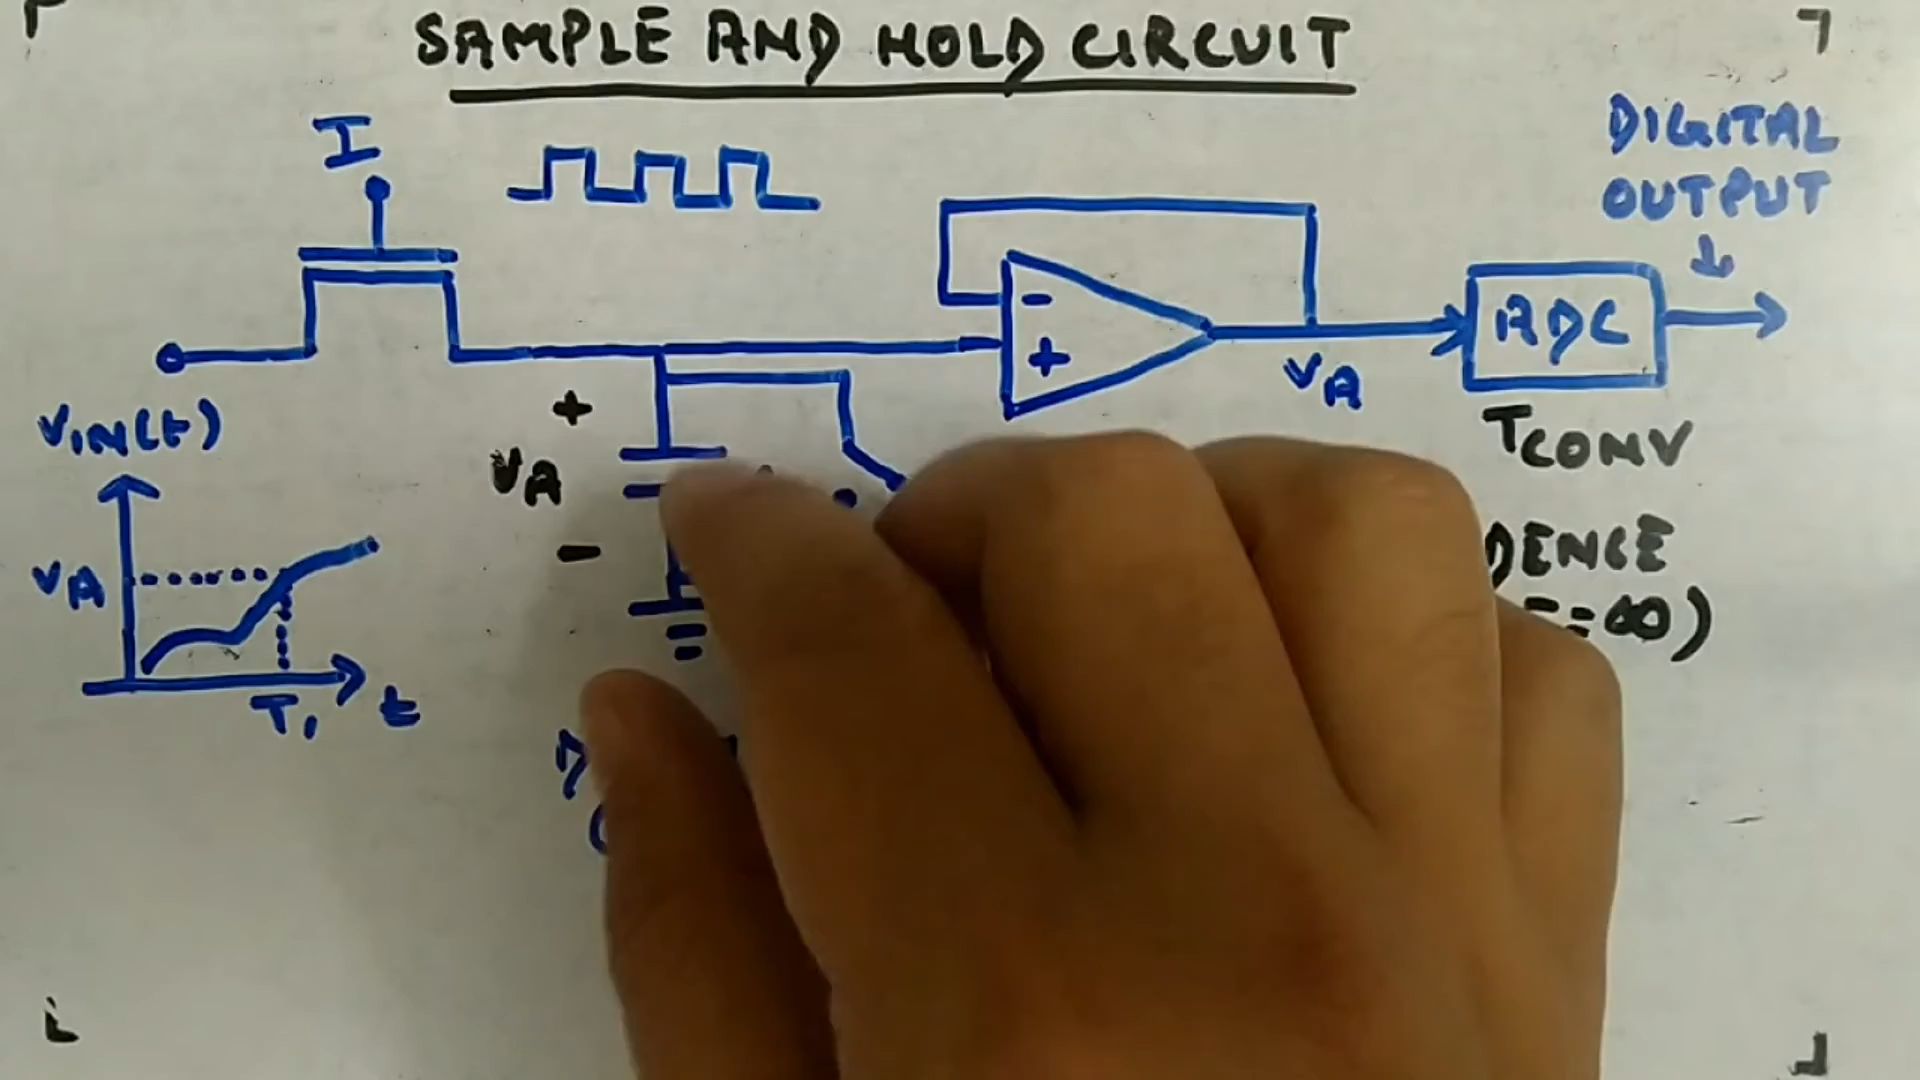 SAMPLE AND HOLD CIRCUIT
I
DIGITAL
OUTPUT
-
+
ADC
VA
VIN(t)
+
VA
-
TCONV
VA
T1
t
=∞)